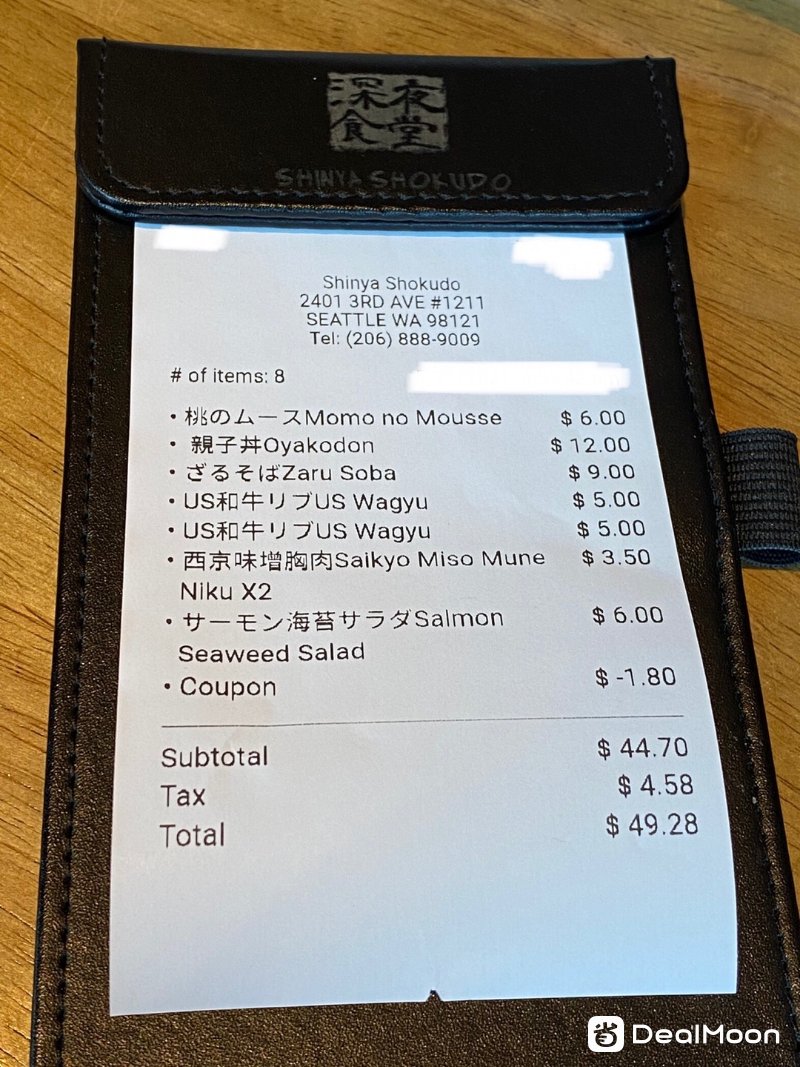 深夜
食堂
SHINYA SHOKUDO
Shinya Shokudo
2401 3RD AVE #1211
SEATTLE WA 98121
Tel: (206) 888-9009
# of items: 8
・桃のムースMomo no Mousse $ 6.00
・親子丼Oyakodon $ 12.00
・ざるそばZaru Soba $ 9.00
・US和牛リブUS Wagyu $ 5.00
・US和牛リブUS Wagyu $ 5.00
・西京味増胸肉Saikyo Miso Mune $ 3.50
Niku X2
・サーモン海苔サラダSalmon $ 6.00
Seaweed Salad
・Coupon $ -1.80
Subtotal $ 44.70
Tax $ 4.58
Total $ 49.28
省 DealMoon